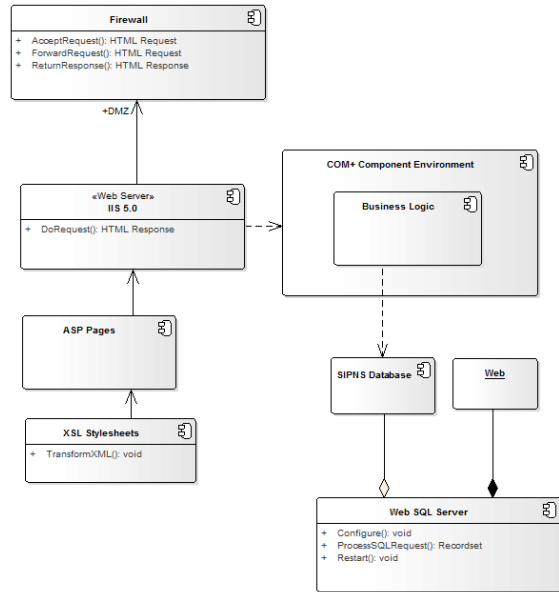 Firewall
+ AcceptRequest(): HTML Request
+ ForwardRequest(): HTML Request
+ ReturnResponse(): HTML Response
+DMZ
«Web Server»
IIS 5.0
+ DoRequest(): HTML Response
COM+ Component Environment
Business Logic
ASP Pages
SIPNS Database
Web
XSL Stylesheets
+ TransformXML(): void
Web SQL Server
+ Configure(): void
+ ProcessSQLRequest(): Recordset
+ Restart(): void